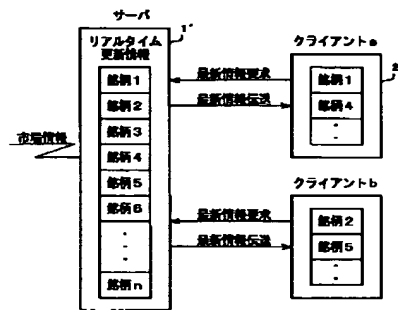 サーバ
リアルタイム
更新情報
1'
銘柄1
銘柄2
銘柄3
銘柄4
銘柄5
銘柄6
銘柄n
市場情報
最新情報要求
最新情報伝送
クライアントa
2
銘柄1
銘柄4
最新情報要求
最新情報伝送
クライアントb
銘柄2
銘柄5